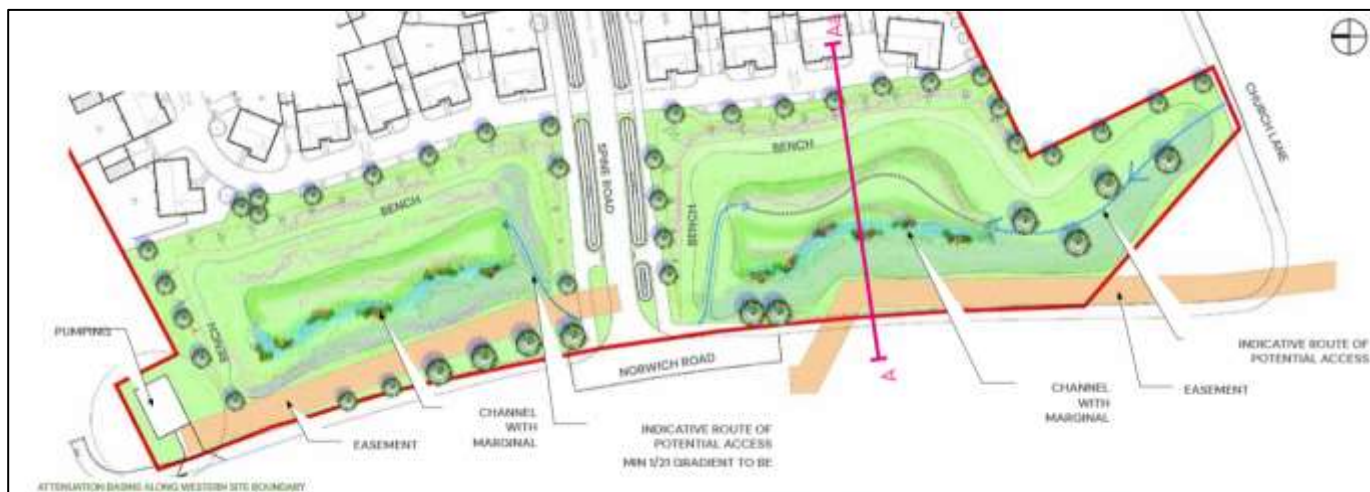 A
BENCH
CHURCH LANE
SPINE ROAD
BENCH
BENCH
BENCH
PUMPING
NORWICH ROAD
A
INDICATIVE ROUTE OF
POTENTIAL ACCESS
EASEMENT
CHANNEL
WITH
MARGINAL
CHANNEL
WITH
MARGINAL
EASEMENT
INDICATIVE ROUTE OF
POTENTIAL ACCESS
MIN 1/21 GRADIENT TO BE
ATTENUATION BASINS ALONG WESTERN SITE BOUNDARY